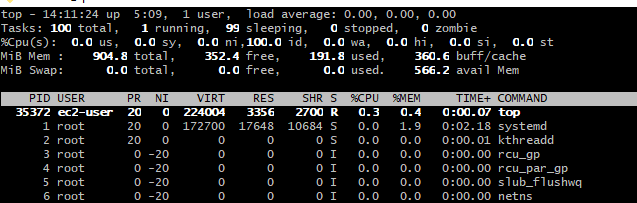 top - 14:11:24 up  5:09,  1 user,  load average: 0.00, 0.00, 0.00
Tasks: 100 total,   1 running,  99 sleeping,   0 stopped,   0 zombie
%Cpu(s):  0.0 us,  0.0 sy,  0.0 ni,100.0 id,  0.0 wa,  0.0 hi,  0.0 si,  0.0 st
MiB Mem :    904.8 total,    352.4 free,    191.8 used,    360.6 buff/cache
MiB Swap:      0.0 total,      0.0 free,      0.0 used.    566.2 avail Mem
PID USER      PR  NI    VIRT    RES    SHR S  %CPU  %MEM     TIME+ COMMAND
35372 ec2-user  20   0  224004   3356   2700 R   0.3   0.4   0:00.07 top
1 root      20   0  172700  17648  10684 S   0.0   1.9   0:02.18 systemd
2 root      20   0       0      0      0 S   0.0   0.0   0:00.01 kthreadd
3 root       0 -20       0      0      0 I   0.0   0.0   0:00.00 rcu_gp
4 root       0 -20       0      0      0 I   0.0   0.0   0:00.00 rcu_par_gp
5 root       0 -20       0      0      0 I   0.0   0.0   0:00.00 slub_flushwq
6 root       0 -20       0      0      0 I   0.0   0.0   0:00.00 netns